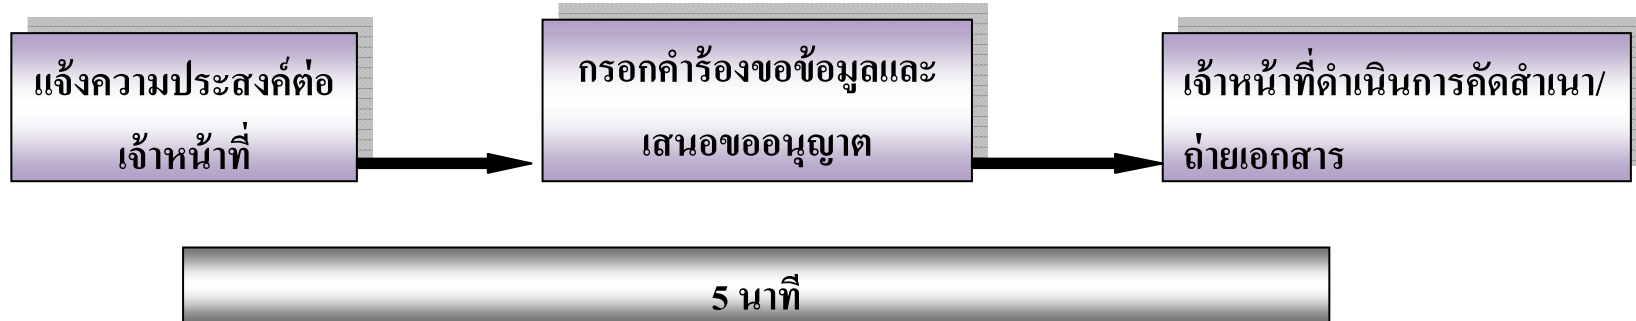 แจ้งความประสงค์ต่อ
เจ้าหน้าที่
กรอกคำร้องขอข้อมูลและ
เสนอขออนุญาต
เจ้าหน้าที่ดำเนินการคัดสำเนา/
ถ่ายเอกสาร
5 นาที